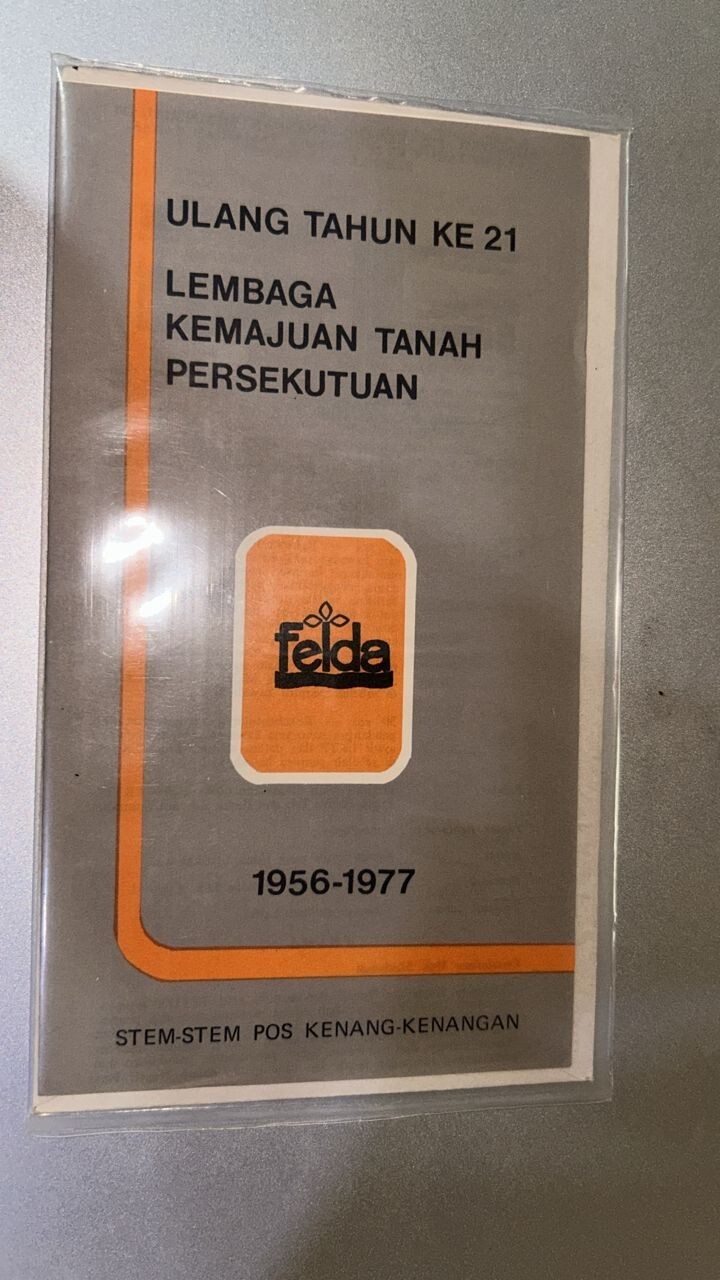 ULANG TAHUN KE 21
LEMBAGA
KEMAJUAN TANAH
PERSEKUTUAN
felda
1956-1977
STEM-STEM POS KENANG-KENANGAN